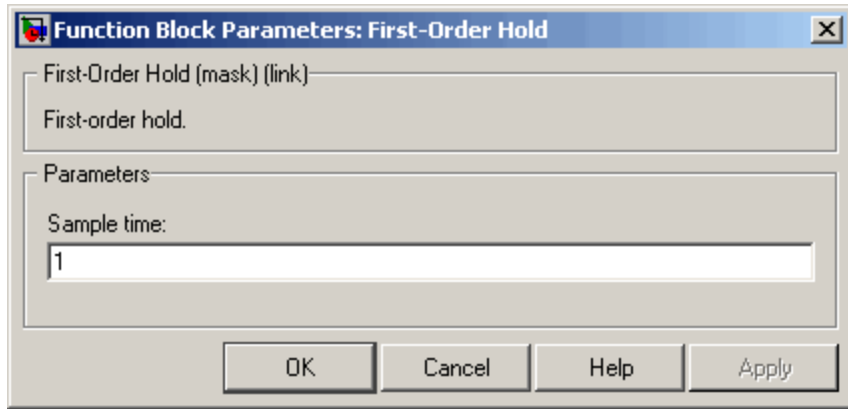 Function Block Parameters: First-Order Hold
First-Order Hold (mask) (link)
First-order hold.
Parameters
Sample time:
1
OK Cancel Help Apply